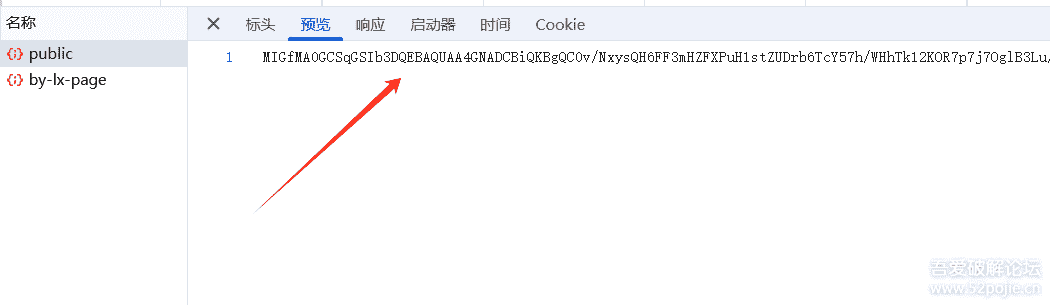 名称
标头 预览 响应 启动器 时间 Cookie
public
1 MIGfMA0GCSqGSIb3DQEBAQUAA4GNADCBiQKBgQC0v/NxysQH6FF3mHZFXPuH1stZUDrb6TcY57h/WHhTk12KOR7p7j7OglB3Lu/
by-lx-page
吾爱破解论坛
www.52pojie.cn